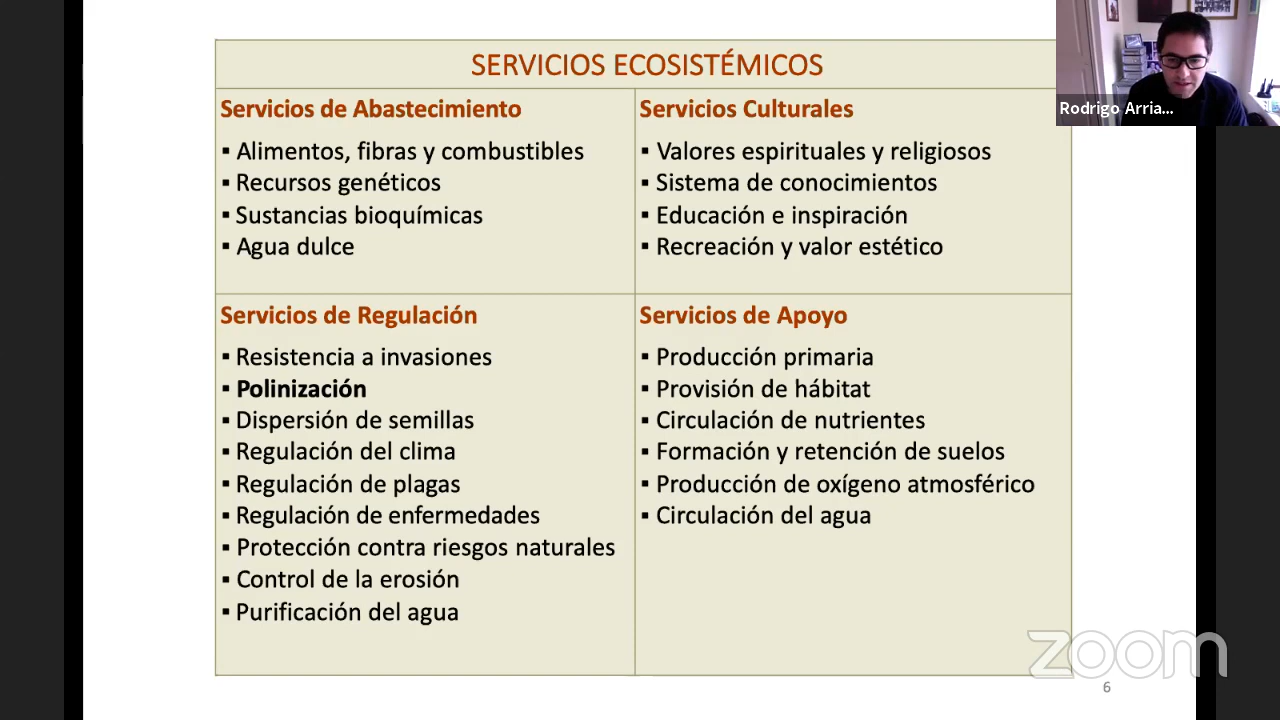 SERVICIOS ECOSISTÉMICOS
Servicios de Abastecimiento
▪ Alimentos, fibras y combustibles
▪ Recursos genéticos
▪ Sustancias bioquímicas
▪ Agua dulce
Servicios Culturales
▪ Valores espirituales y religiosos
▪ Sistema de conocimientos
▪ Educación e inspiración
▪ Recreación y valor estético
Servicios de Regulación
▪ Resistencia a invasiones
▪ Polinización
▪ Dispersión de semillas
▪ Regulación del clima
▪ Regulación de plagas
▪ Regulación de enfermedades
▪ Protección contra riesgos naturales
▪ Control de la erosión
▪ Purificación del agua
Servicios de Apoyo
▪ Producción primaria
▪ Provisión de hábitat
▪ Circulación de nutrientes
▪ Formación y retención de suelos
▪ Producción de oxígeno atmosférico
▪ Circulación del agua
Rodrigo Arria...
zoom
6